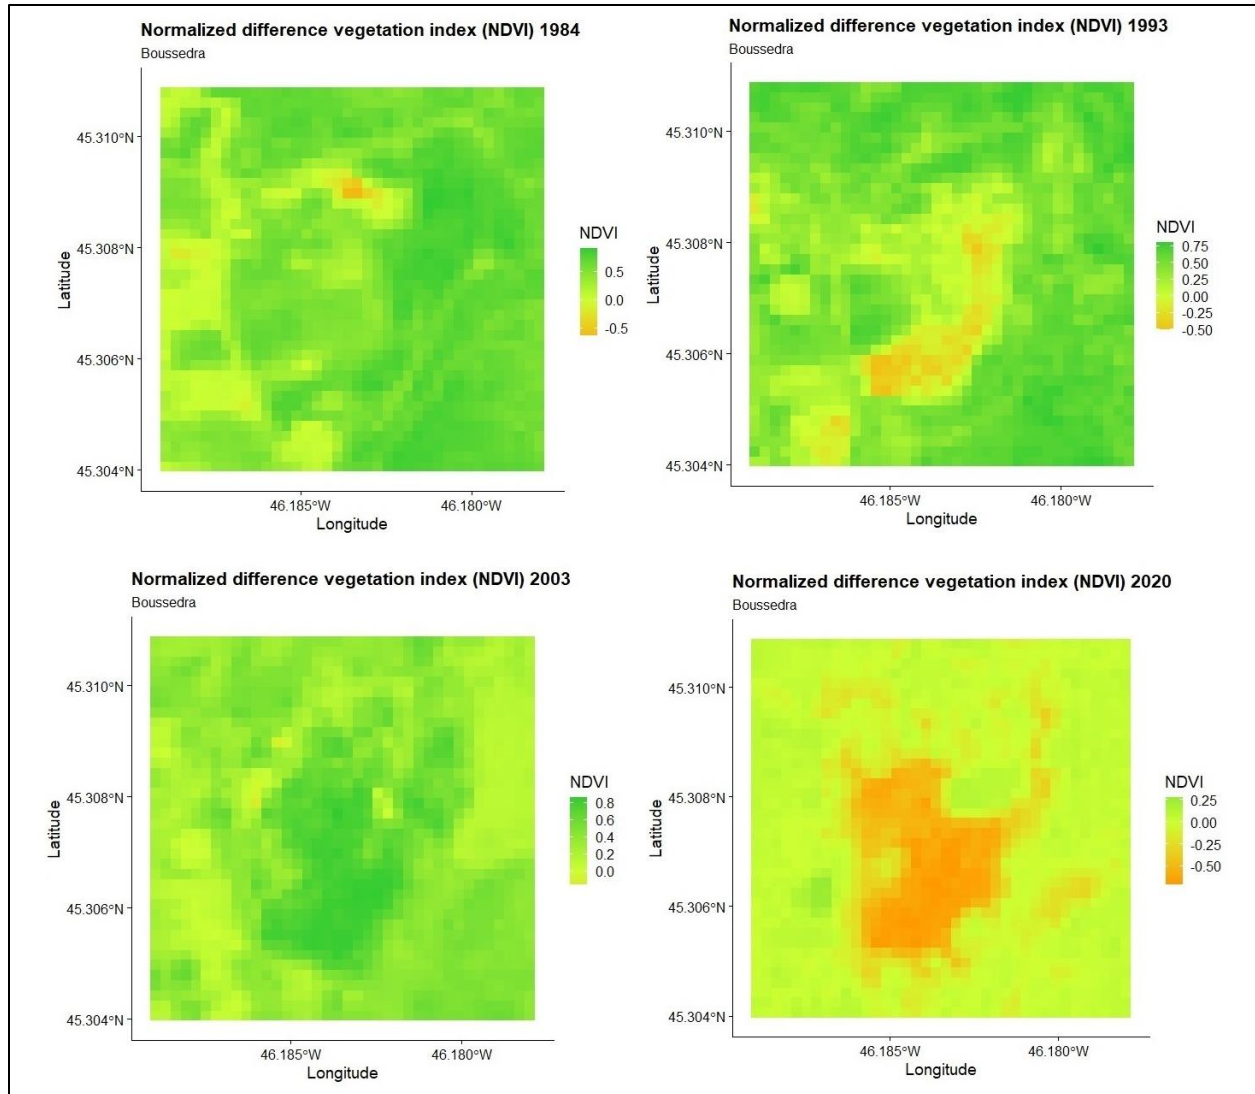 Normalized difference vegetation index (NDVI) 1984
Boussedra
45.310°N
45.308°N
45.306°N
45.304°N
Latitude
46.185°W
46.180°W
Longitude
NDVI
0.5
0.0
-0.5
Normalized difference vegetation index (NDVI) 1993
Boussedra
45.310°N
45.308°N
45.306°N
45.304°N
Latitude
46.185°W
46.180°W
Longitude
NDVI
0.75
0.50
0.25
0.00
-0.25
-0.50
Normalized difference vegetation index (NDVI) 2003
Boussedra
45.310°N
45.308°N
45.306°N
45.304°N
Latitude
46.185°W
46.180°W
Longitude
NDVI
0.8
0.6
0.4
0.2
0.0
Normalized difference vegetation index (NDVI) 2020
Boussedra
45.310°N
45.308°N
45.306°N
45.304°N
Latitude
46.185°W
46.180°W
Longitude
NDVI
0.25
0.00
-0.25
-0.50